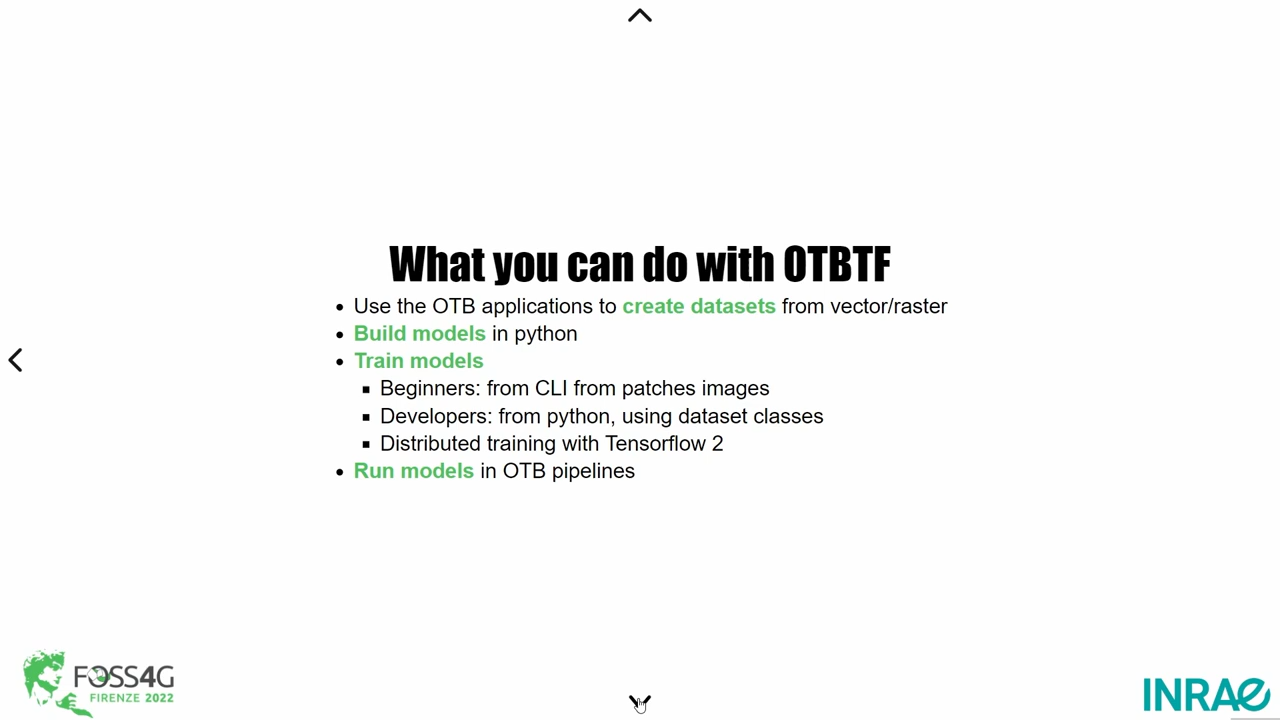 What you can do with OTBTF
• Use the OTB applications to create datasets from vector/raster
• Build models in python
• Train models
▪ Beginners: from CLI from patches images
▪ Developers: from python, using dataset classes
▪ Distributed training with Tensorflow 2
• Run models in OTB pipelines
FOSS4G
FIRENZE 2022
INRAE